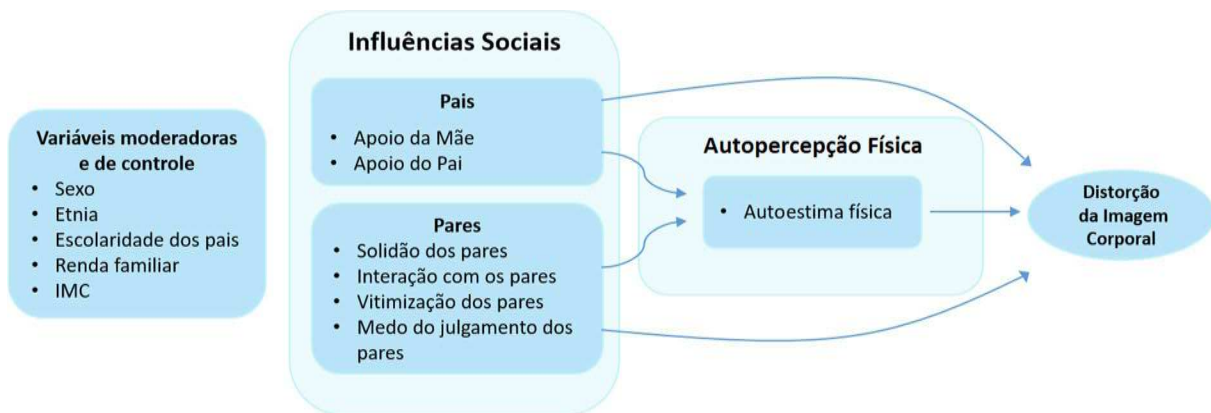 Variáveis moderadoras
e de controle
• Sexo
• Etnia
• Escolaridade dos pais
• Renda familiar
• IMC
Influências Sociais
Pais
• Apoio da Mãe
• Apoio do Pai
Pares
• Solidão dos pares
• Interação com os pares
• Vitimização dos pares
• Medo do julgamento dos
pares
Autopercepção Física
• Autoestima física
Distorção
da Imagem
Corporal